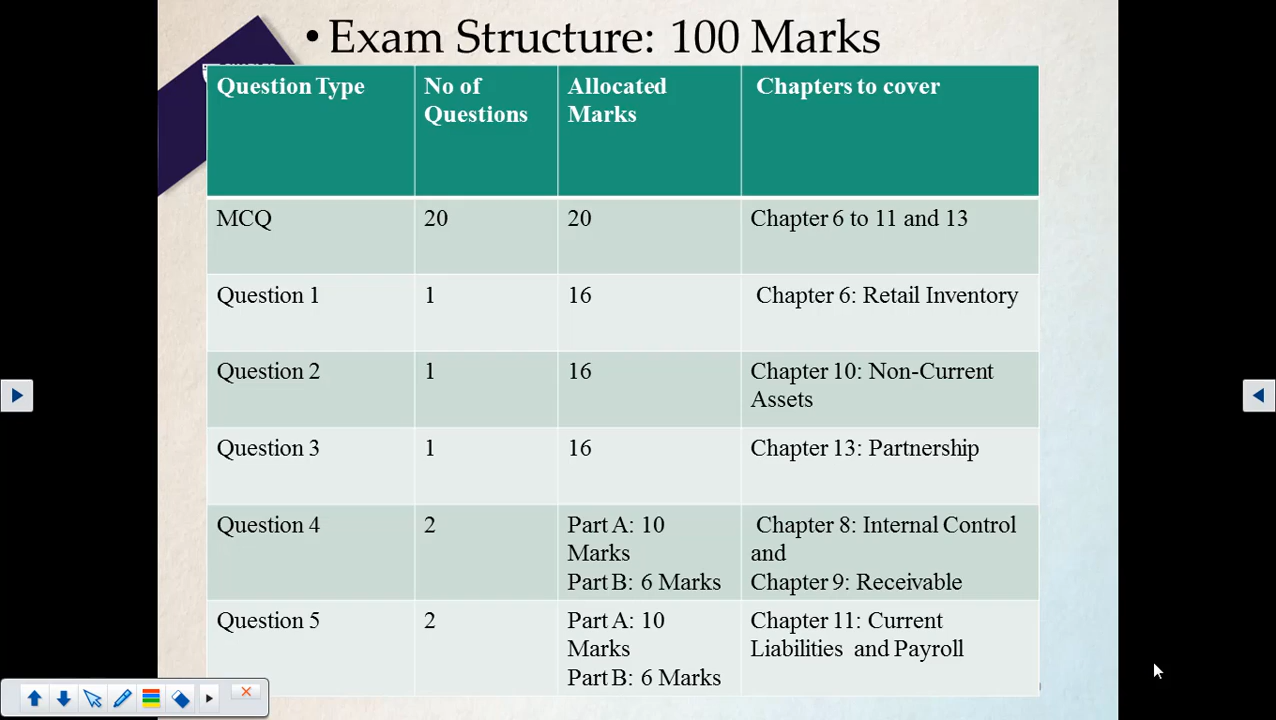 • Exam Structure: 100 Marks
Question Type
No of
Questions
Allocated
Marks
Chapters to cover
MCQ
20
20
Chapter 6 to 11 and 13
Question 1
1
16
Chapter 6: Retail Inventory
Question 2
1
16
Chapter 10: Non-Current
Assets
Question 3
1
16
Chapter 13: Partnership
Question 4
2
Part A: 10
Marks
Part B: 6 Marks
Chapter 8: Internal Control
and
Chapter 9: Receivable
Question 5
2
Part A: 10
Marks
Part B: 6 Marks
Chapter 11: Current
Liabilities and Payroll